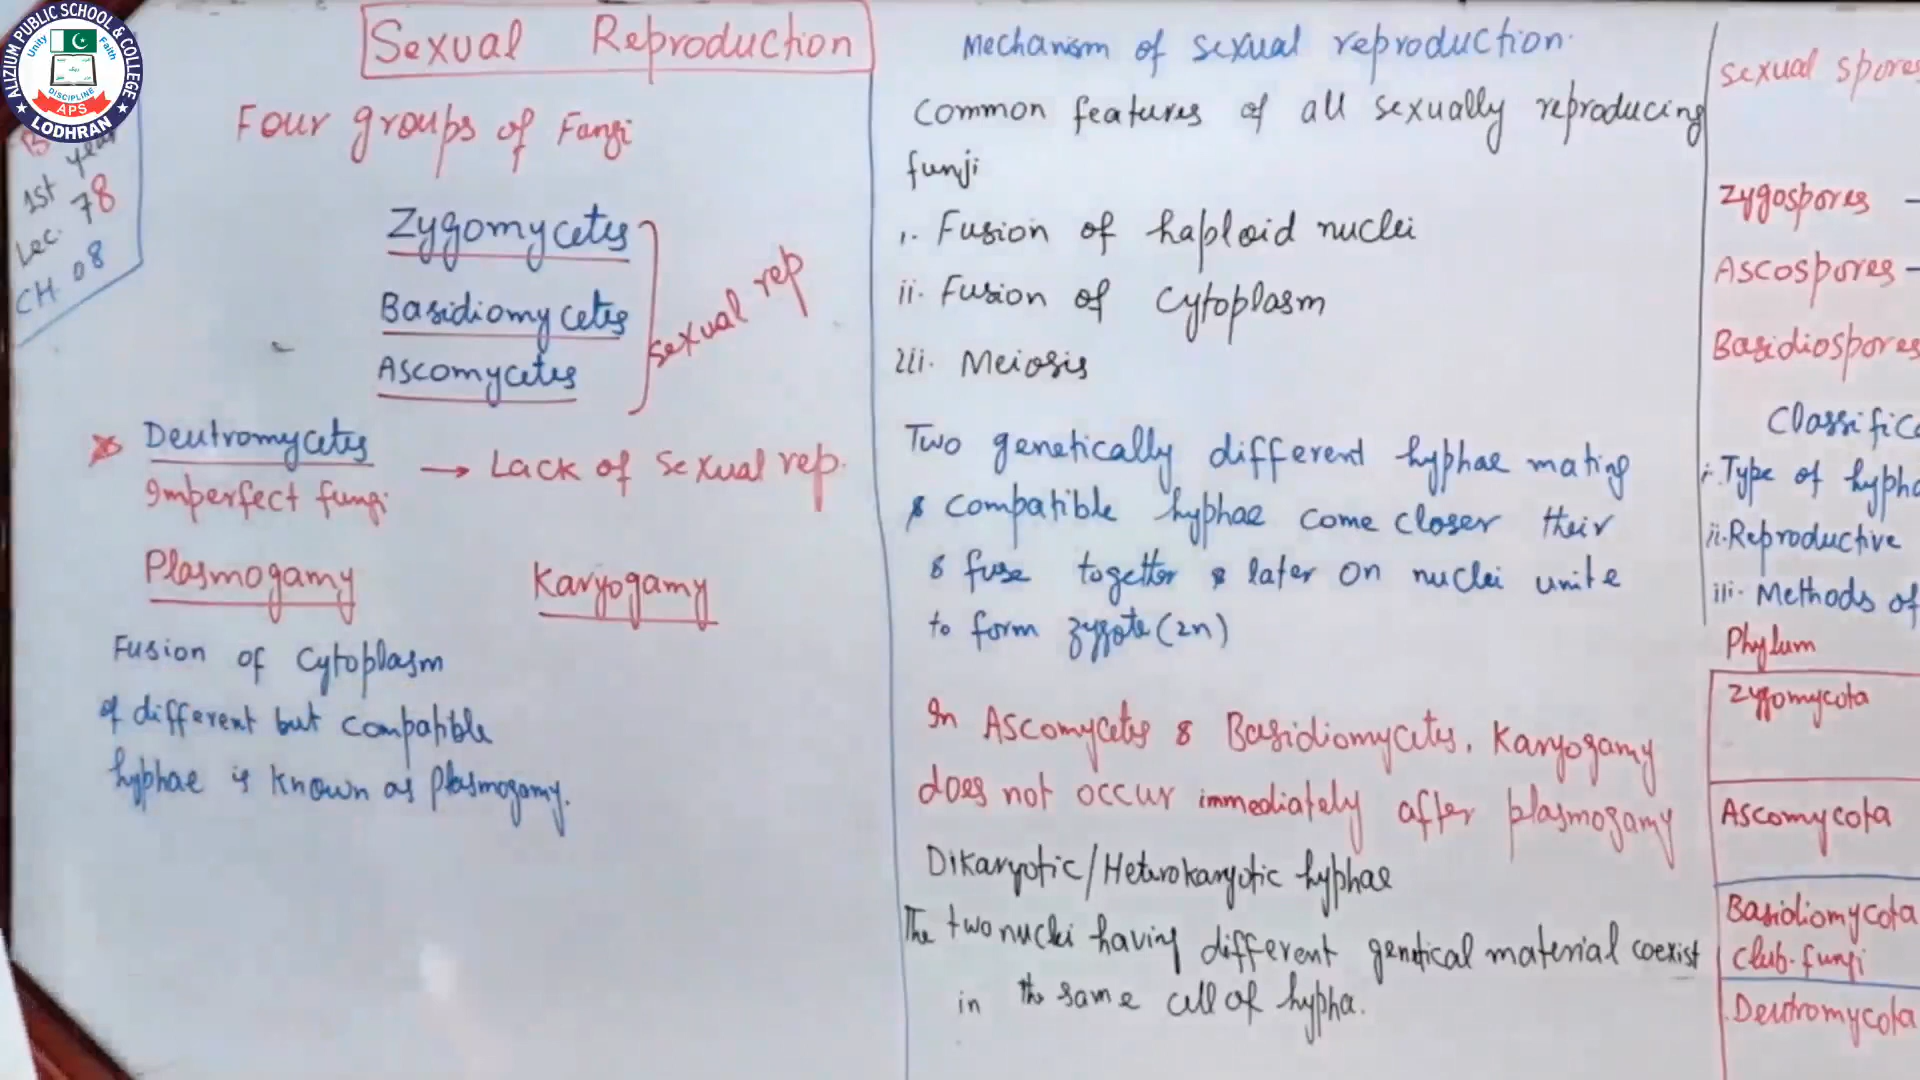 ALIZIUM PUBLIC SCHOOL & COLLEGE
Unity
Faith
DISCIPLINE
APS
LODHRAN
B
1st year
Lec. 78
CH 08
Sexual Reproduction
Four groups of Fungi
Zygomycetes
Basidiomycetes
Ascomycetes
sexual rep
Deutromycetes
Imperfect fungi
→ Lack of sexual rep.
Plasmogamy
Karyogamy
Fusion of Cytoplasm
of different but compatible
hyphae is known as plasmogamy.
Mechanism of sexual reproduction.
Common features of all sexually reproducing
funji
i. Fusion of haploid nuclei
ii. Fusion of cytoplasm
iii. Meiosis
Two genetically different hyphae mating
& compatible hyphae come closer their
& fuse together & later on nuclei unite
to form zygote (2n)
In Ascomycetes & Basidiomycetes, Karyogamy
does not occur immediately after plasmogamy
Dikaryotic/Heterokaryotic hyphae
The two nuclei having different genetical material coexist
in the same cell of hypha.
Sexual spores
Zygospores -
Ascospores -
Basidiospores
Classific
i. Type of hypha
ii. Reproductive
iii. Methods of
Phylum
Zygomycota
Ascomycota
Basidiomycota
Club-fungi
Deutromycota